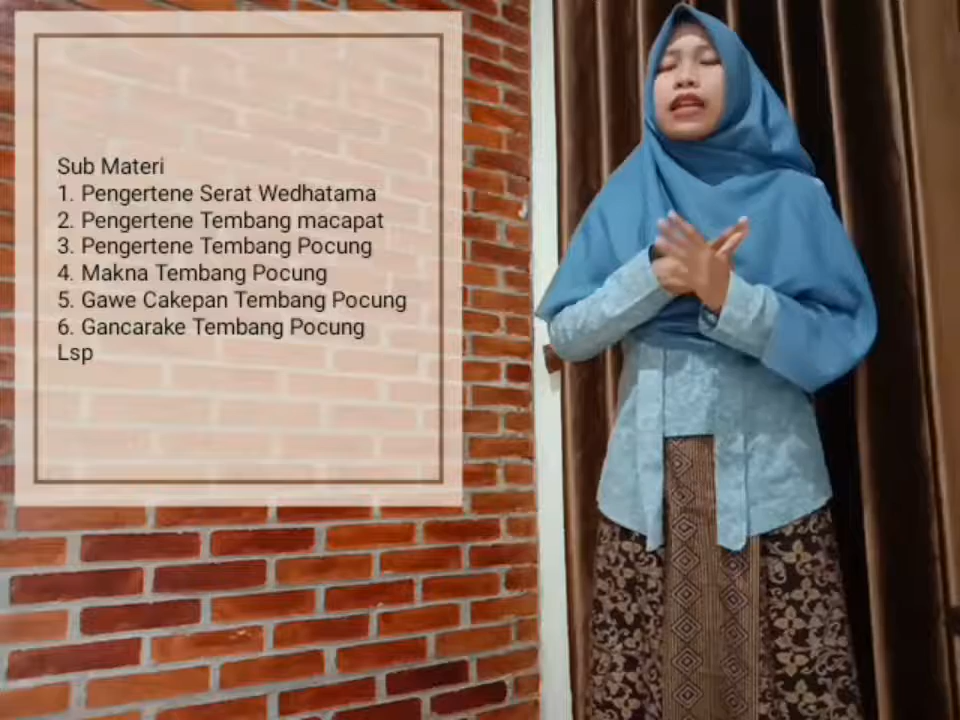 Sub Materi
1. Pengertene Serat Wedhatama
2. Pengertene Tembang macapat
3. Pengertene Tembang Pocung
4. Makna Tembang Pocung
5. Gawe Cakepan Tembang Pocung
6. Gancarake Tembang Pocung
Lsp